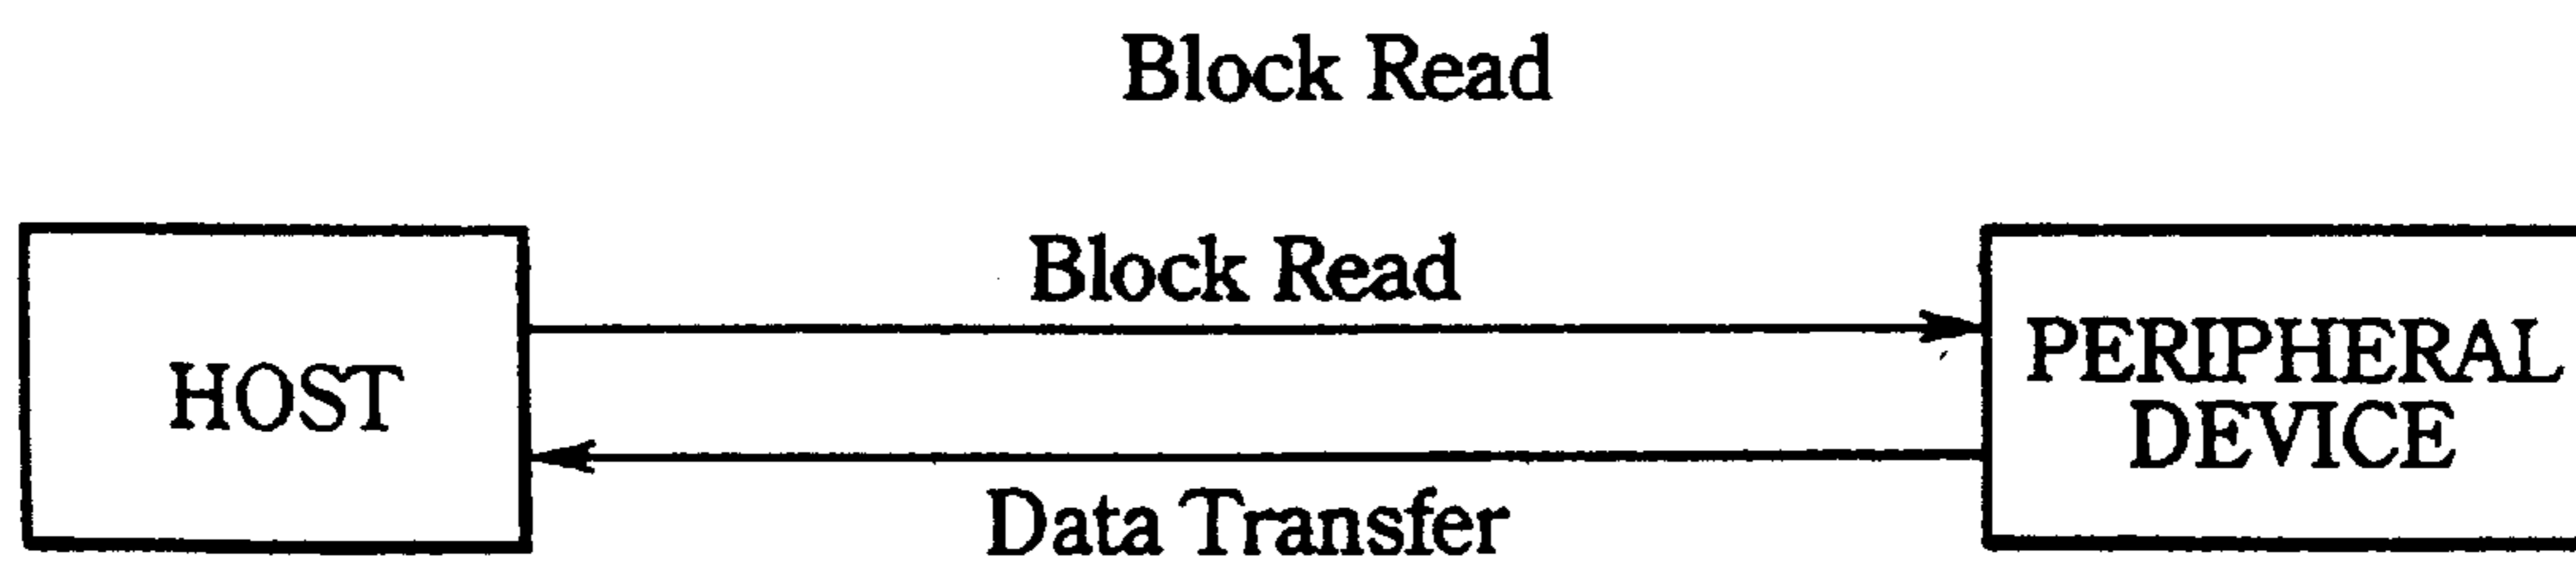 Block Read
Block Read
HOST
PERIPHERAL
DEVICE
Data Transfer